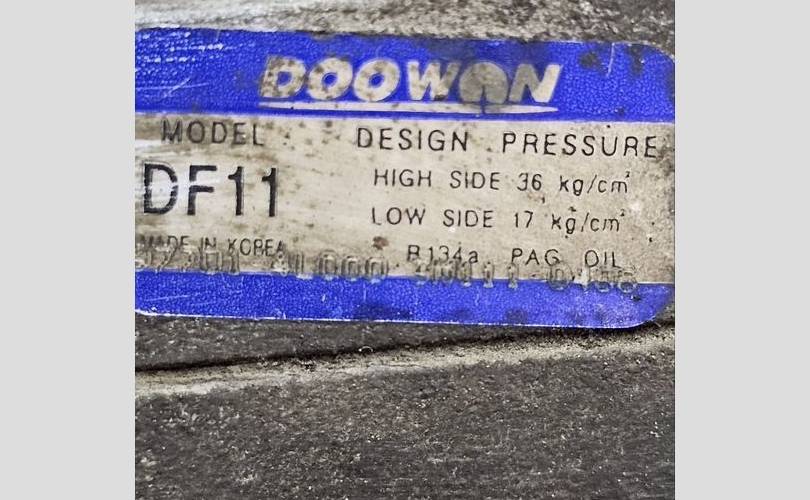 DOOWON
MODEL DESIGN PRESSURE
DF11 HIGH SIDE 36 kg/cm²
LOW SIDE 17 kg/cm²
MADE IN KOREA R134a PAG OIL